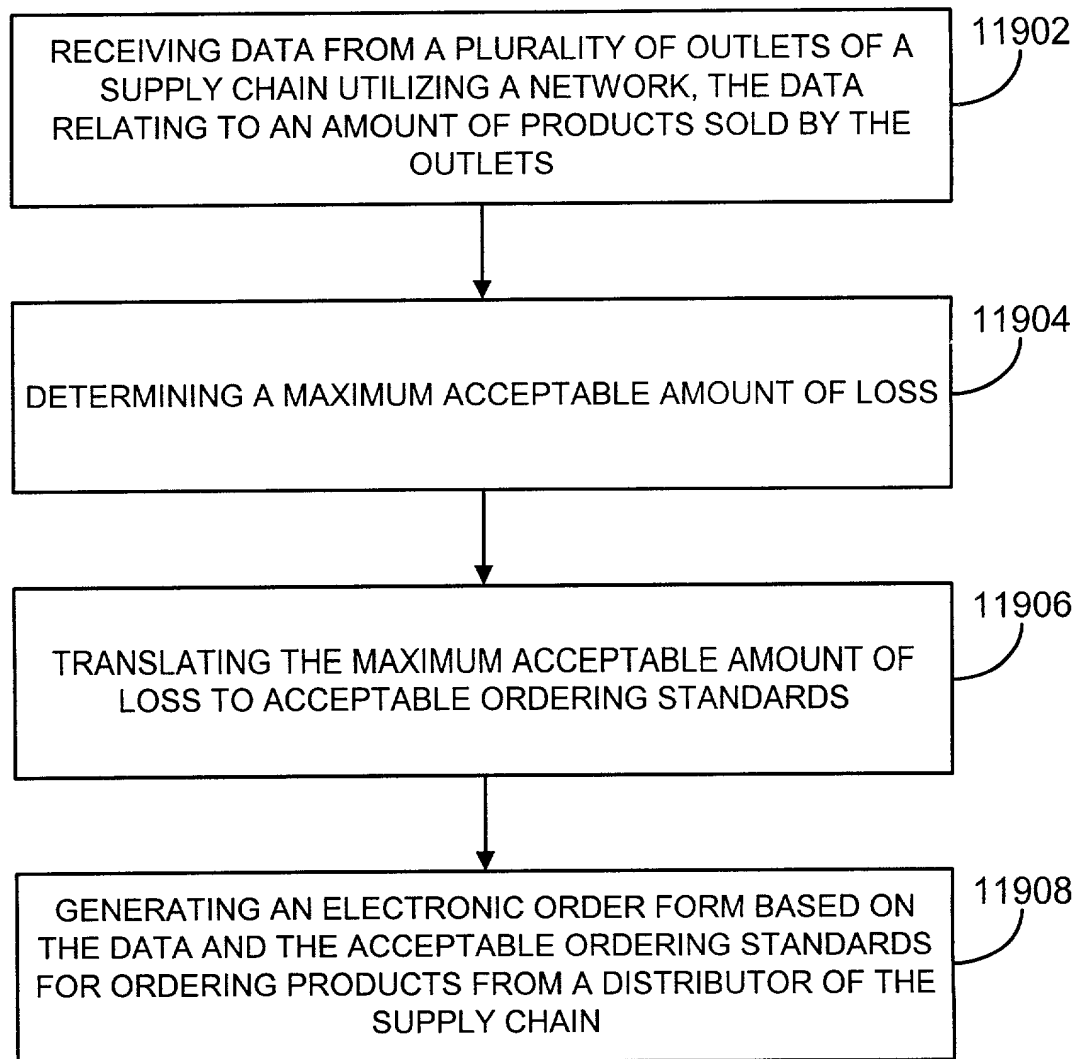 RECEIVING DATA FROM A PLURALITY OF OUTLETS OF A
SUPPLY CHAIN UTILIZING A NETWORK, THE DATA
RELATING TO AN AMOUNT OF PRODUCTS SOLD BY THE
OUTLETS
11902
DETERMINING A MAXIMUM ACCEPTABLE AMOUNT OF LOSS
11904
TRANSLATING THE MAXIMUM ACCEPTABLE AMOUNT OF
LOSS TO ACCEPTABLE ORDERING STANDARDS
11906
GENERATING AN ELECTRONIC ORDER FORM BASED ON
THE DATA AND THE ACCEPTABLE ORDERING STANDARDS
FOR ORDERING PRODUCTS FROM A DISTRIBUTOR OF THE
SUPPLY CHAIN
11908